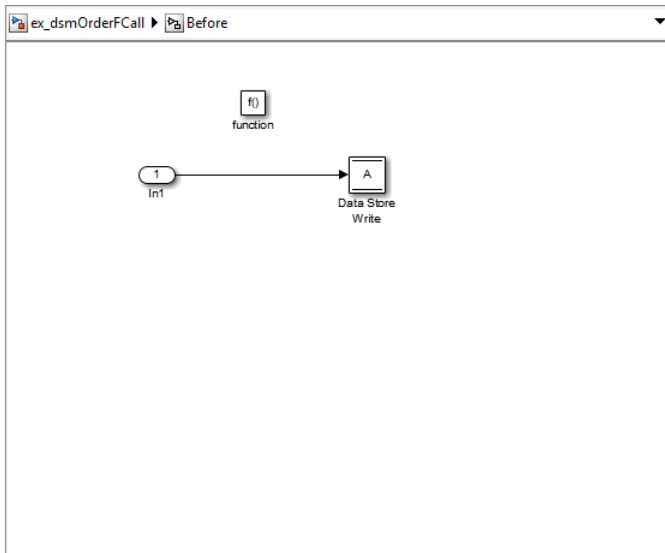 ex_dsmOrderFCall Before
f()
function
1
In1
A
Data Store
Write